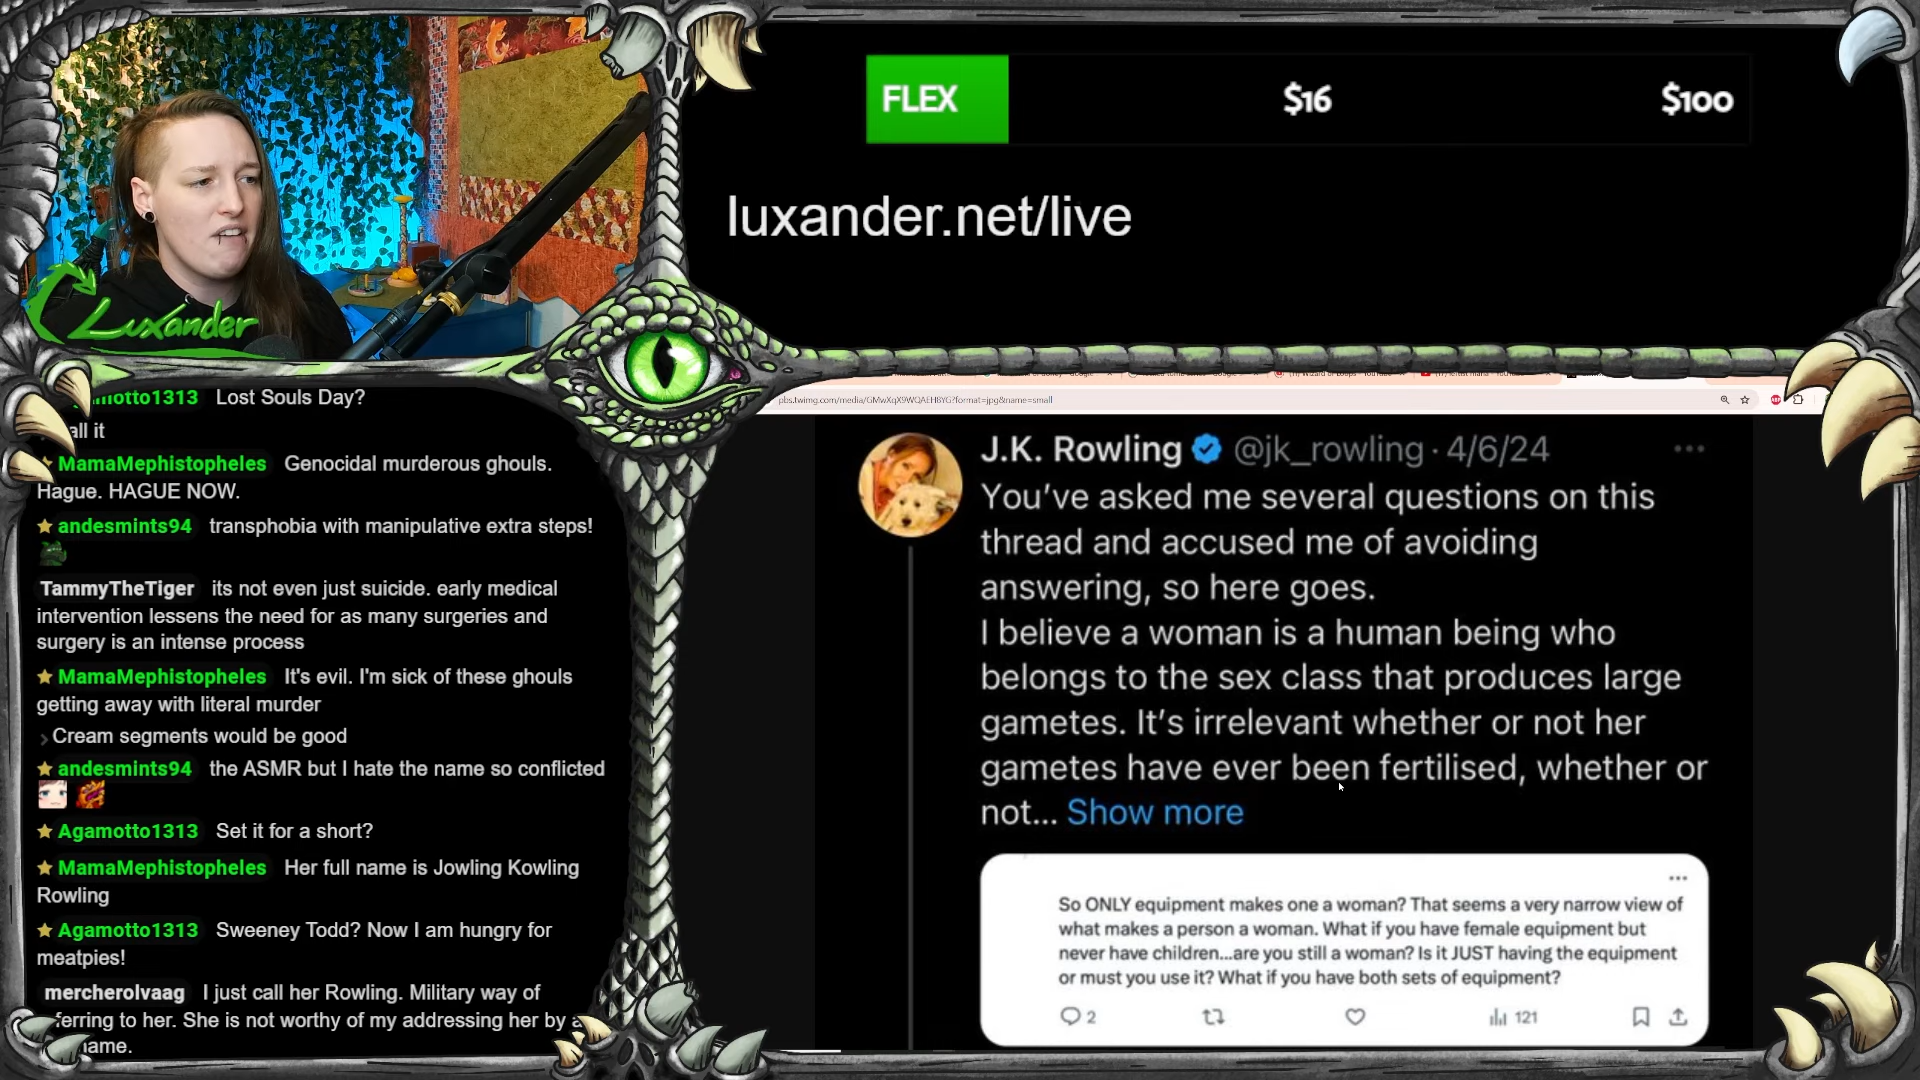 FLEX $16 $100
luxander.net/live
Luxander
Lost Souls Day?
all it
MamaMephistopheles Genocidal murderous ghouls.
Hague. HAGUE NOW.
andesmints94 transphobia with manipulative extra steps!
TammyTheTiger its not even just suicide. early medical
intervention lessens the need for as many surgeries and
surgery is an intense process
MamaMephistopheles It's evil. I'm sick of these ghouls
getting away with literal murder
Cream segments would be good
andesmints94 the ASMR but I hate the name so conflicted
Agamotto1313 Set it for a short?
MamaMephistopheles Her full name is Jowling Kowling
Rowling
Agamotto1313 Sweeney Todd? Now I am hungry for
meatpies!
mercherolvaag I just call her Rowling. Military way of
ferring to her. She is not worthy of my addressing her by a
name.
J.K. Rowling @jk_rowling · 4/6/24
You've asked me several questions on this
thread and accused me of avoiding
answering, so here goes.
I believe a woman is a human being who
belongs to the sex class that produces large
gametes. It's irrelevant whether or not her
gametes have ever been fertilised, whether or
not... Show more
So ONLY equipment makes one a woman? That seems a very narrow view of
what makes a person a woman. What if you have female equipment but
never have children...are you still a woman? Is it JUST having the equipment
or must you use it? What if you have both sets of equipment?
2 121